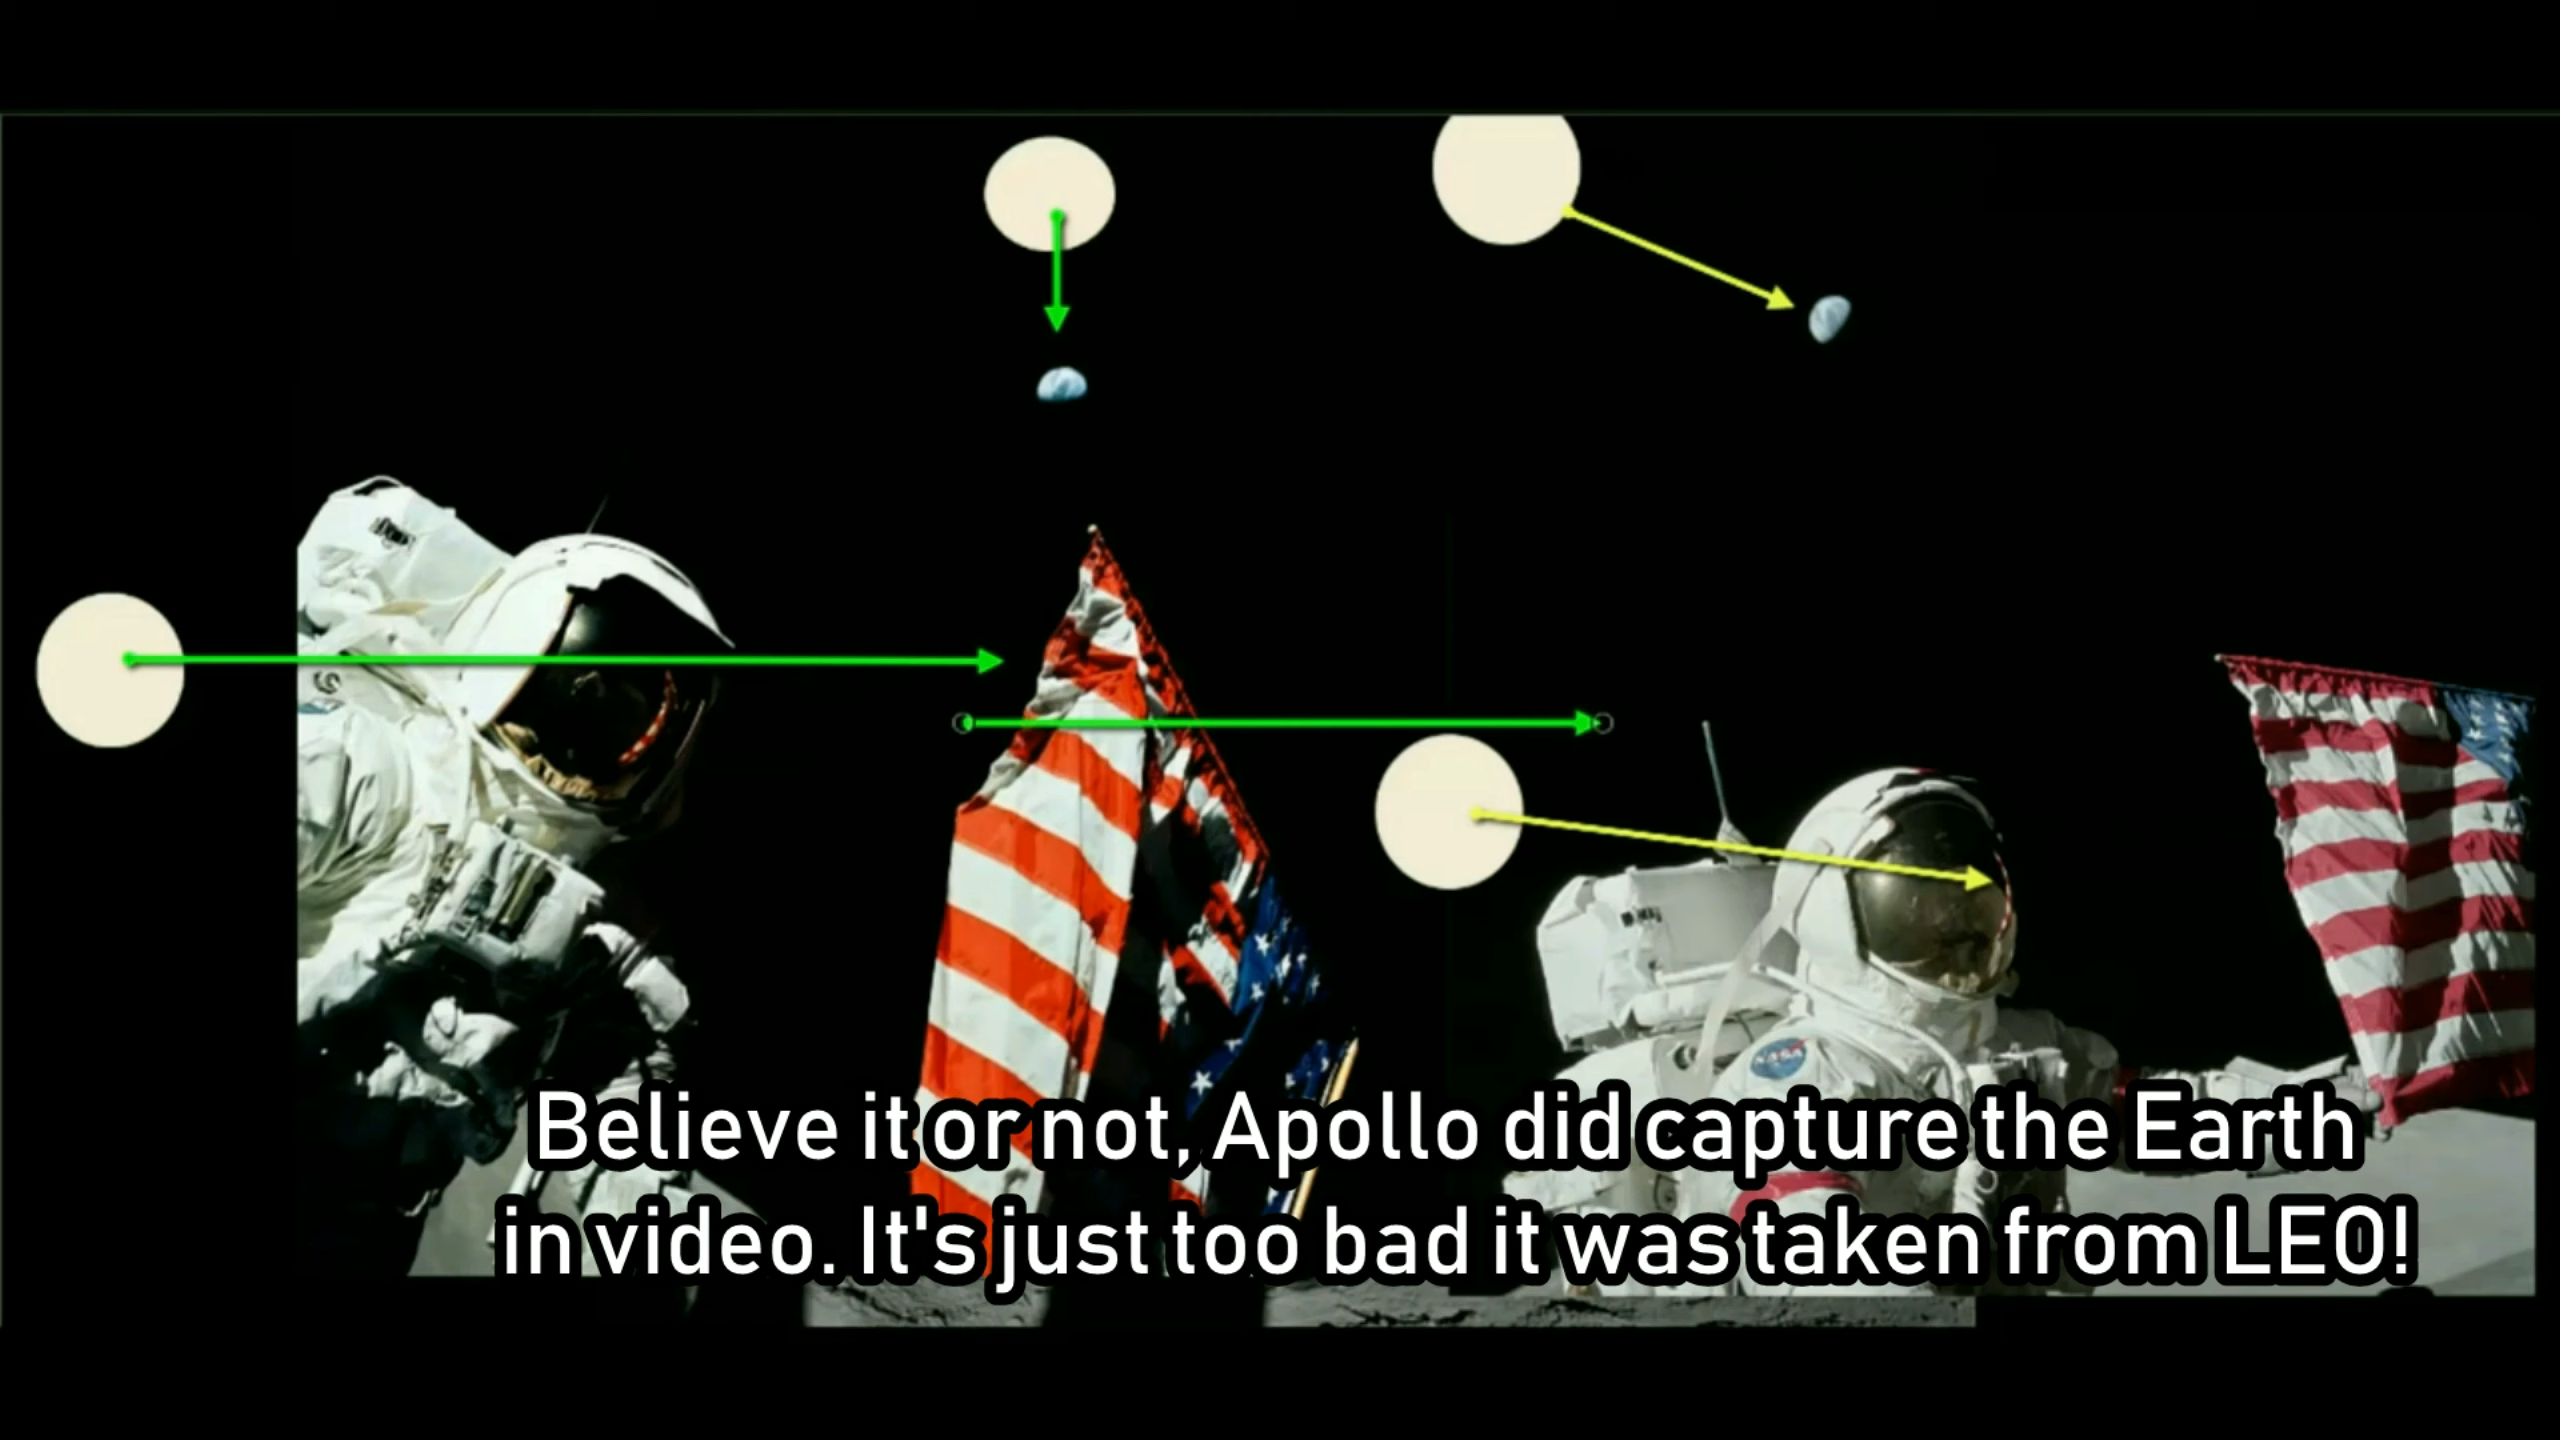 NASA
Believe it or not, Apollo did capture the Earth
in video. It's just too bad it was taken from LEO!